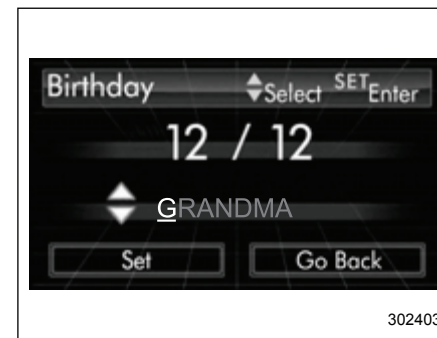 Birthday Select SET Enter
12 / 12
GRANDMA
Set Go Back
302403